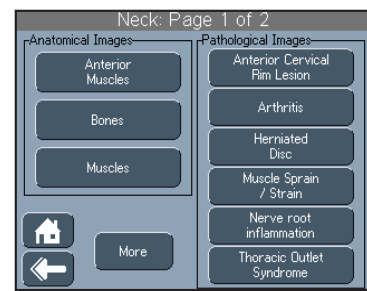 Neck: Page 1 of 2
Anatomical Images
Anterior
Muscles
Bones
Muscles
More
Pathological Images
Anterior Cervical
Rim Lesion
Arthritis
Herniated
Disc
Muscle Sprain
/ Strain
Nerve root
inflammation
Thoracic Outlet
Syndrome